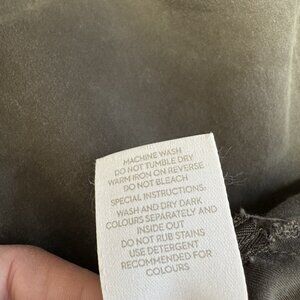 MACHINE WASH
DO NOT TUMBLE DRY
WARM IRON ON REVERSE
DO NOT BLEACH
SPECIAL INSTRUCTIONS:
WASH AND DRY DARK
COLOURS SEPARATELY AND
INSIDE OUT
DO NOT RUB STAINS
USE DETERGENT
RECOMMENDED FOR
COLOURS